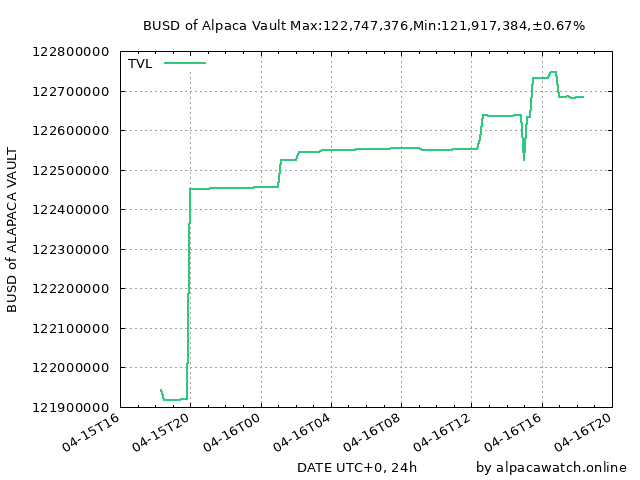 BUSD of Alpaca Vault Max:122,747,376,Min:121,917,384,±0.67%
TVL
122800000
122700000
122600000
122500000
122400000
122300000
122200000
122100000
122000000
121900000
BUSD of ALAPACA VAULT
04-15T16
04-15T20
04-16T00
04-16T04
04-16T08
04-16T12
04-16T16
04-16T20
DATE UTC+0, 24h
by alpacawatch.online